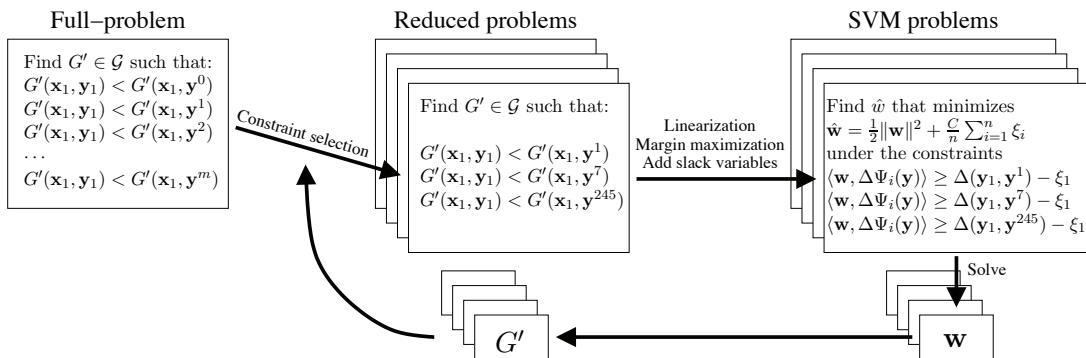 Full–problem
Find G′ ∈ 𝒢 such that:
G′(x₁, y₁) < G′(x₁, y⁰)
G′(x₁, y₁) < G′(x₁, y¹)
G′(x₁, y₁) < G′(x₁, y²)
...
G′(x₁, y₁) < G′(x₁, yᵐ)
Constraint selection
Reduced problems
Find G′ ∈ 𝒢 such that:
G′(x₁, y₁) < G′(x₁, y¹)
G′(x₁, y₁) < G′(x₁, y⁷)
G′(x₁, y₁) < G′(x₁, y²⁴⁵)
Linearization
Margin maximization
Add slack variables
SVM problems
Find ŵ that minimizes
ŵ = ½‖w‖² + C/n ∑ⁿᵢ₌₁ ξᵢ
under the constraints
⟨w, ΔΨᵢ(y)⟩ ≥ Δ(y₁, y¹) − ξ₁
⟨w, ΔΨᵢ(y)⟩ ≥ Δ(y₁, y⁷) − ξ₁
⟨w, ΔΨᵢ(y)⟩ ≥ Δ(y₁, y²⁴⁵) − ξ₁
Solve
w
G′